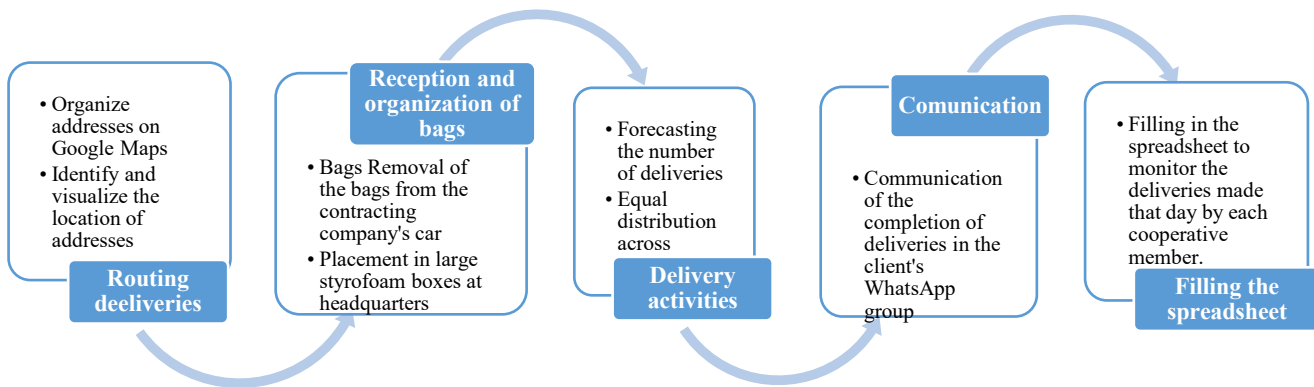 • Organize
addresses on
Google Maps
• Identify and
visualize the
location of
addresses
Routing
deeliveries
Reception and
organization of
bags
• Bags Removal of
the bags from the
contracting
company's car
• Placement in large
styrofoam boxes at
headquarters
• Forecasting
the number
of deliveries
• Equal
distribution
across
Delivery
activities
Comunication
• Communication
of the
completion of
deliveries in the
client's
WhatsApp
group
• Filling in the
spreadsheet to
monitor the
deliveries made
that day by each
cooperative
member.
Filling the
spreadsheet